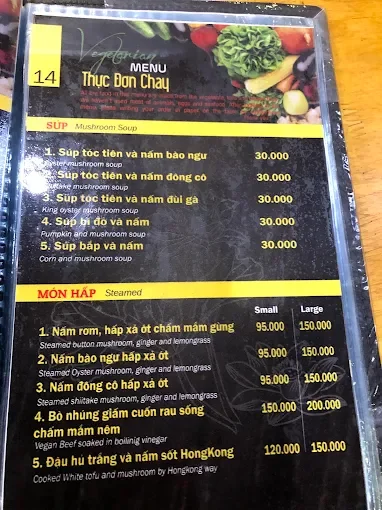 Vegetarian
MENU
14
Thực Đơn Chay
SÚP Mushroom Soup
1. Súp tóc tiên và nấm bào ngư 30.000
Oyster mushroom soup
2. Súp tóc tiên và nấm đông cô 30.000
Shiitake mushroom soup
3. Súp tóc tiên và nấm đùi gà 30.000
King oyster mushroom soup
4. Súp bí đỏ và nấm 30.000
Pumpkin and mushroom soup
5. Súp bắp và nấm 30.000
Corn and mushroom soup
MÓN HẤP Steamed
Small Large
1. Nấm rơm, hấp xả ớt chấm mắm gừng 95.000 150.000
Steamed button mushroom, ginger and lemongrass
2. Nấm bào ngư hấp xả ớt 95.000 150.000
Steamed Oyster mushroom, ginger and lemongrass
3. Nấm đông cô hấp xả ớt 95.000 150.000
Steamed shiitake mushroom, ginger and lemongrass
4. Bò nhúng giấm cuốn rau sống 150.000 200.000
chấm mắm nêm
Vegan Beef soaked in boilinig vinegar
5. Đậu hủ trắng và nấm sốt HongKong 120.000 150.000
Cooked White tofu and mushroom by Hongkong way